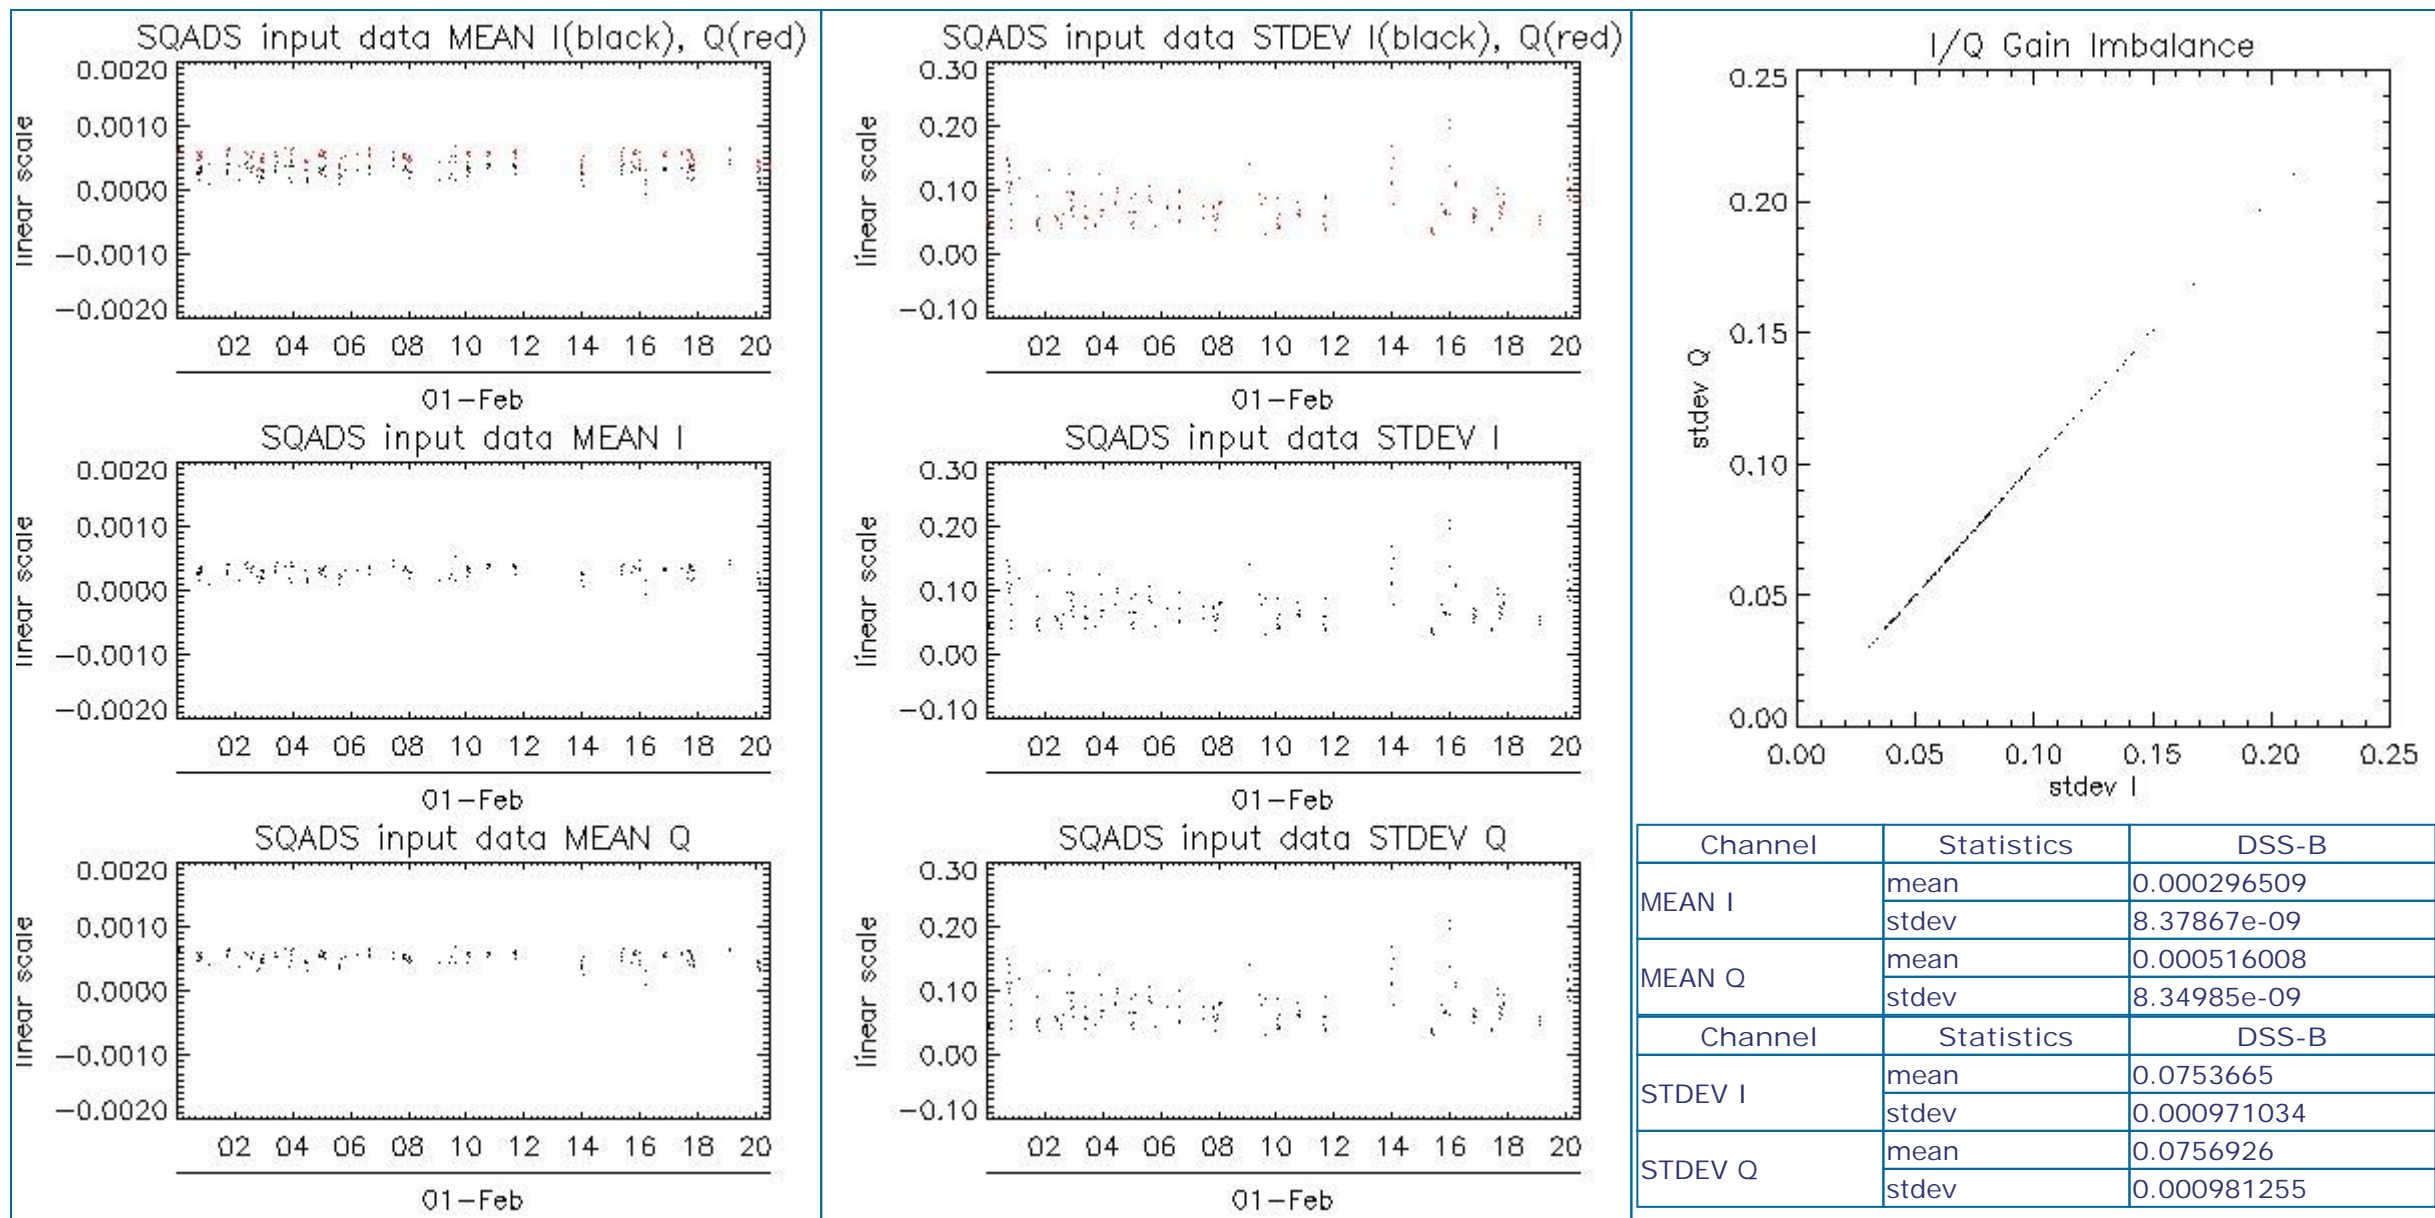 SQADS input data MEAN I(black), Q(red)
linear scale
0.0020
0.0010
0.0000
-0.0010
-0.0020
02 04 06 08 10 12 14 16 18 20
01-Feb
SQADS input data MEAN I
linear scale
0.0020
0.0010
0.0000
-0.0010
-0.0020
02 04 06 08 10 12 14 16 18 20
01-Feb
SQADS input data MEAN Q
linear scale
0.0020
0.0010
0.0000
-0.0010
-0.0020
02 04 06 08 10 12 14 16 18 20
01-Feb
SQADS input data STDEV I(black), Q(red)
linear scale
0.30
0.20
0.10
0.00
-0.10
02 04 06 08 10 12 14 16 18 20
01-Feb
SQADS input data STDEV I
linear scale
0.30
0.20
0.10
0.00
-0.10
02 04 06 08 10 12 14 16 18 20
01-Feb
SQADS input data STDEV Q
linear scale
0.30
0.20
0.10
0.00
-0.10
02 04 06 08 10 12 14 16 18 20
01-Feb
I/Q Gain Imbalance
stdev Q
0.25
0.20
0.15
0.10
0.05
0.00
0.00 0.05 0.10 0.15 0.20 0.25
stdev I
Channel Statistics DSS-B
MEAN I
mean 0.000296509
stdev 8.37867e-09
MEAN Q
mean 0.000516008
stdev 8.34985e-09
Channel Statistics DSS-B
STDEV I
mean 0.0753665
stdev 0.000971034
STDEV Q
mean 0.0756926
stdev 0.000981255